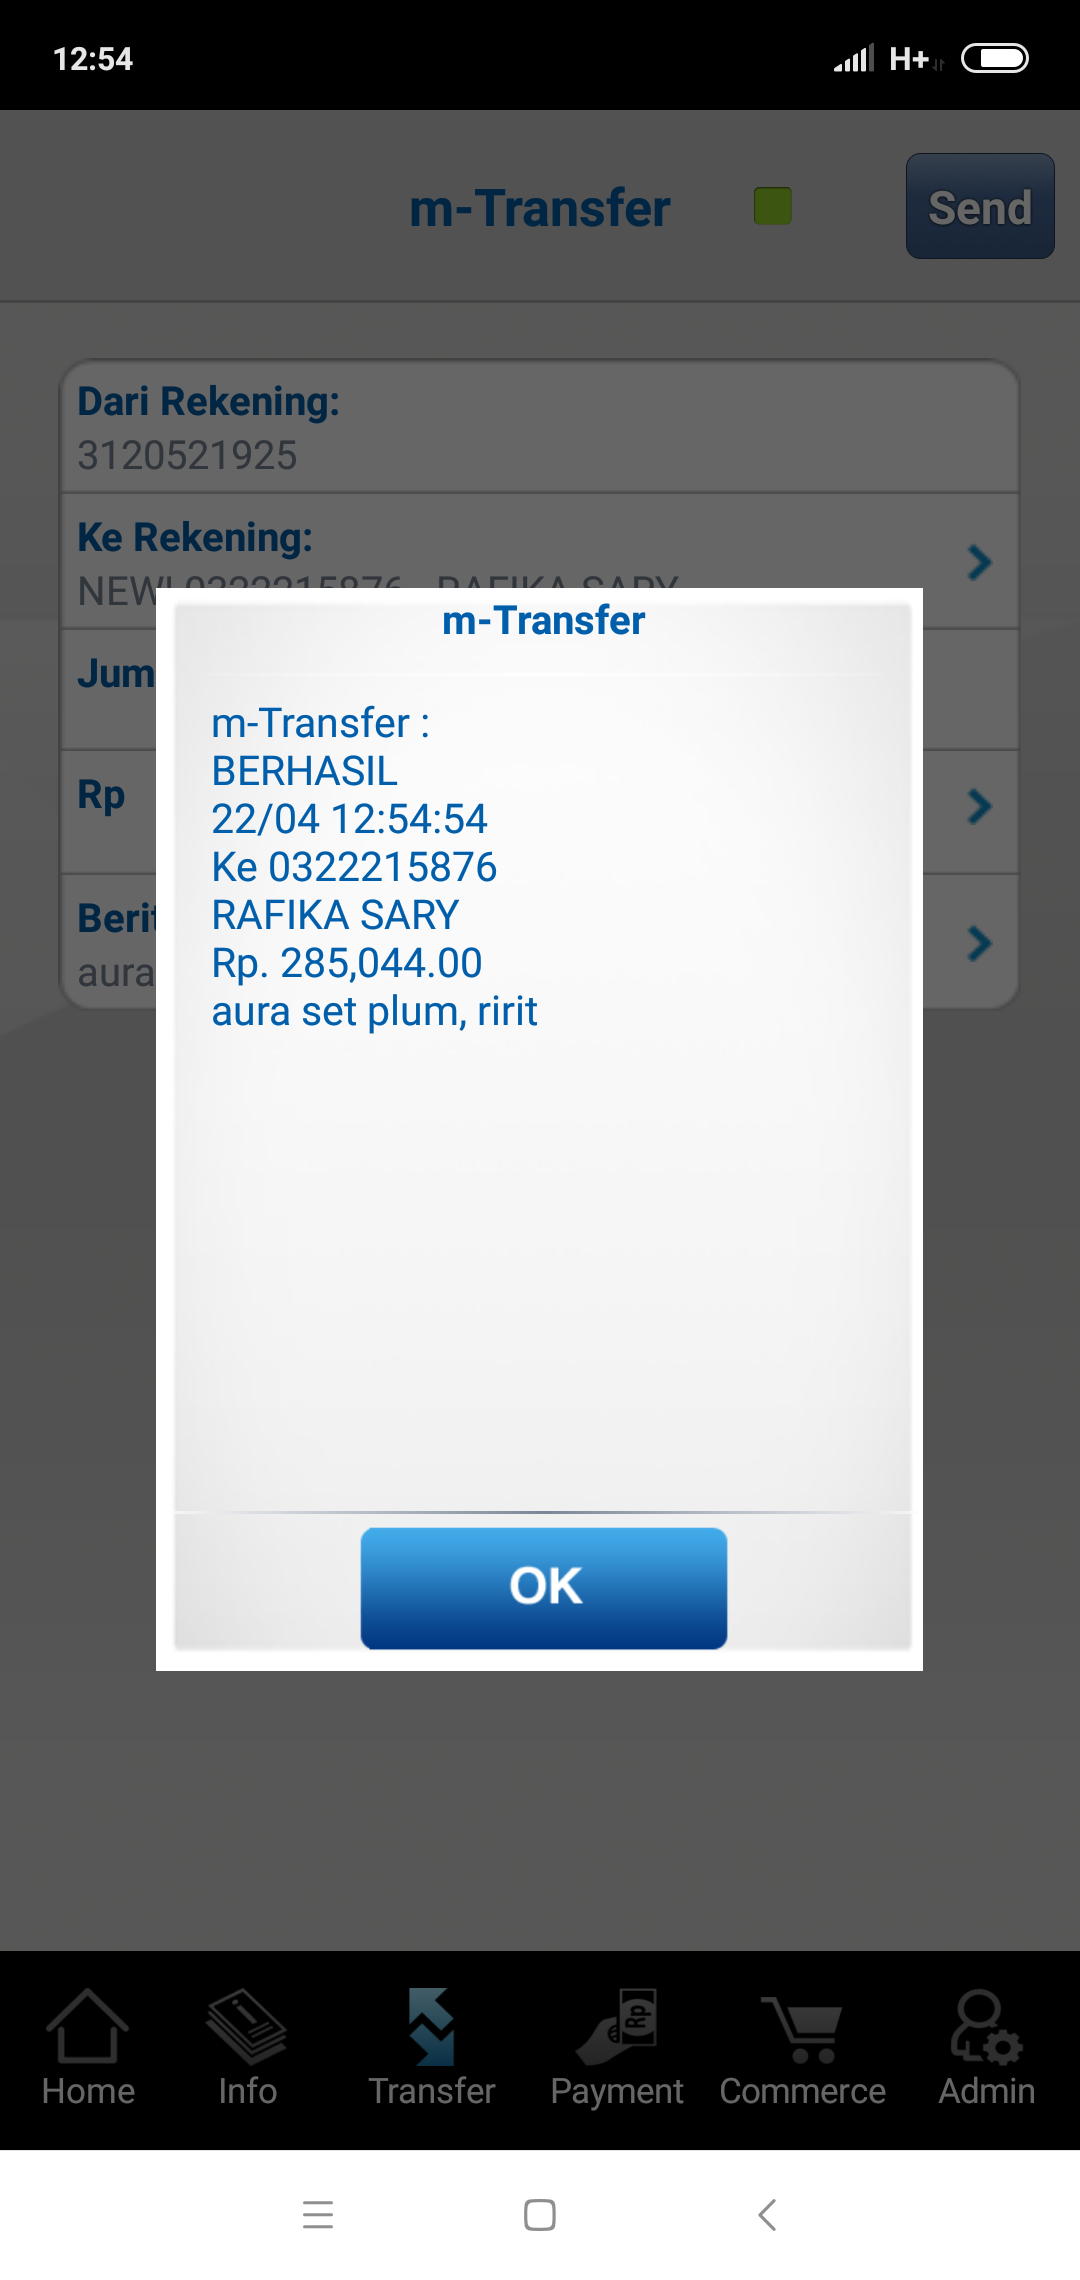 12:54
H+
m-Transfer
Send
Dari Rekening:
3120521925
Ke Rekening:
NEW! 0322215876 - RAFIKA SARY
Jum
Rp
Beri
aura
m-Transfer
m-Transfer :
BERHASIL
22/04 12:54:54
Ke 0322215876
RAFIKA SARY
Rp. 285,044.00
aura set plum, ririt
OK
Rp
Home
Info
Transfer
Payment
Commerce
Admin